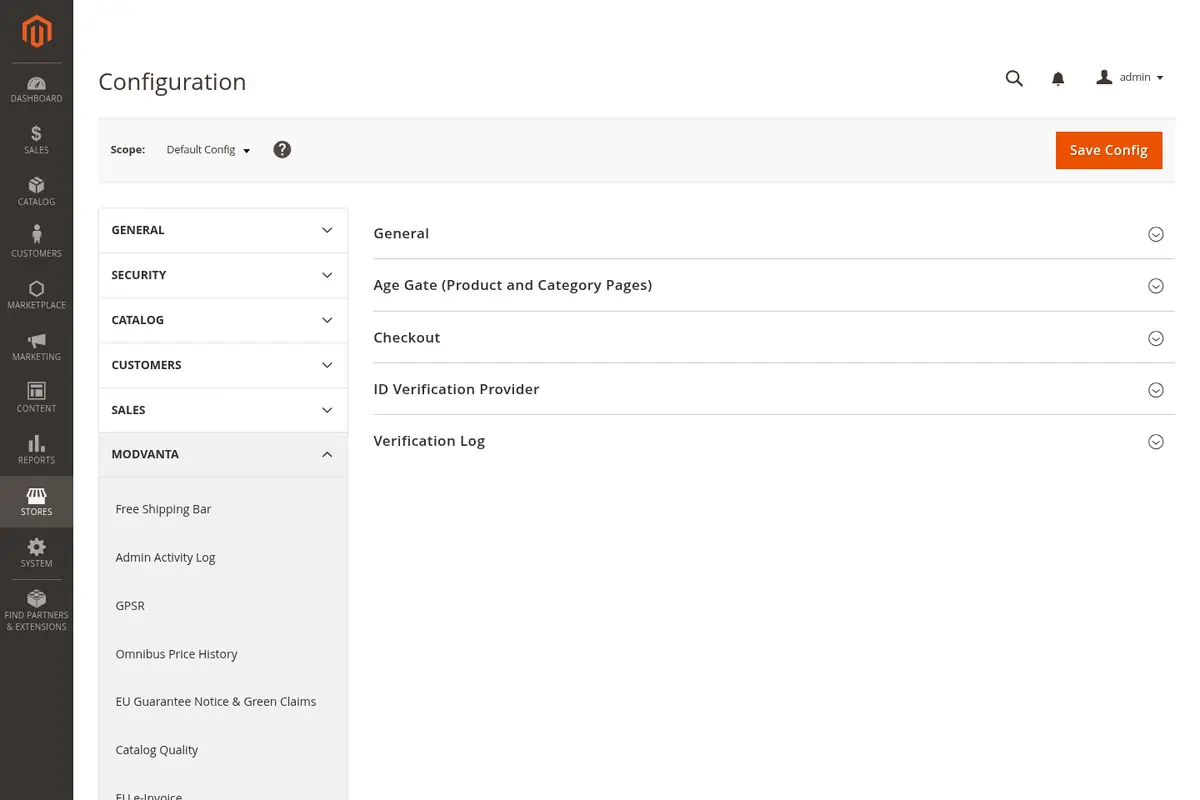 DASHBOARD
SALES
CATALOG
CUSTOMERS
MARKETPLACE
MARKETING
CONTENT
REPORTS
STORES
SYSTEM
FIND PARTNERS
& EXTENSIONS
Configuration
admin
Scope:
Default Config
?
Save Config
GENERAL
SECURITY
CATALOG
CUSTOMERS
SALES
MODVANTA
Free Shipping Bar
Admin Activity Log
GPSR
Omnibus Price History
EU Guarantee Notice & Green Claims
Catalog Quality
EU e-Invoice
General
Age Gate (Product and Category Pages)
Checkout
ID Verification Provider
Verification Log